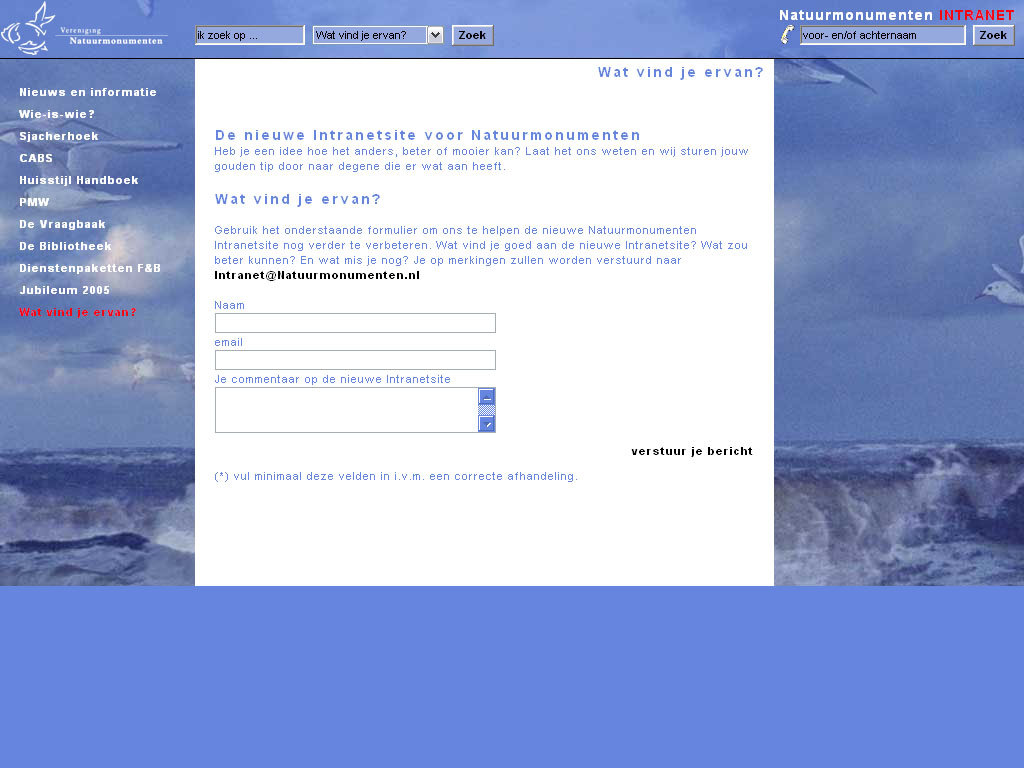 Vereniging
Natuurmonumenten
ik zoek op ...
Wat vind je ervan?
Zoek
Natuurmonumenten INTRANET
voor- en/of achternaam
Zoek
Nieuws en informatie
Wie-is-wie?
Sjacherhoek
CABS
Huisstijl Handboek
PMW
De Vraagbaak
De Bibliotheek
Dienstenpaketten F&B
Jubileum 2005
Wat vind je ervan?
Wat vind je ervan?
De nieuwe Intranetsite voor Natuurmonumenten
Heb je een idee hoe het anders, beter of mooier kan? Laat het ons weten en wij sturen jouw
gouden tip door naar degene die er wat aan heeft.
Wat vind je ervan?
Gebruik het onderstaande formulier om ons te helpen de nieuwe Natuurmonumenten
Intranetsite nog verder te verbeteren. Wat vind je goed aan de nieuwe Intranetsite? Wat zou
beter kunnen? En wat mis je nog? Je op merkingen zullen worden verstuurd naar
Intranet@Natuurmonumenten.nl
Naam
email
Je commentaar op de nieuwe Intranetsite
verstuur je bericht
(*) vul minimaal deze velden in i.v.m. een correcte afhandeling.